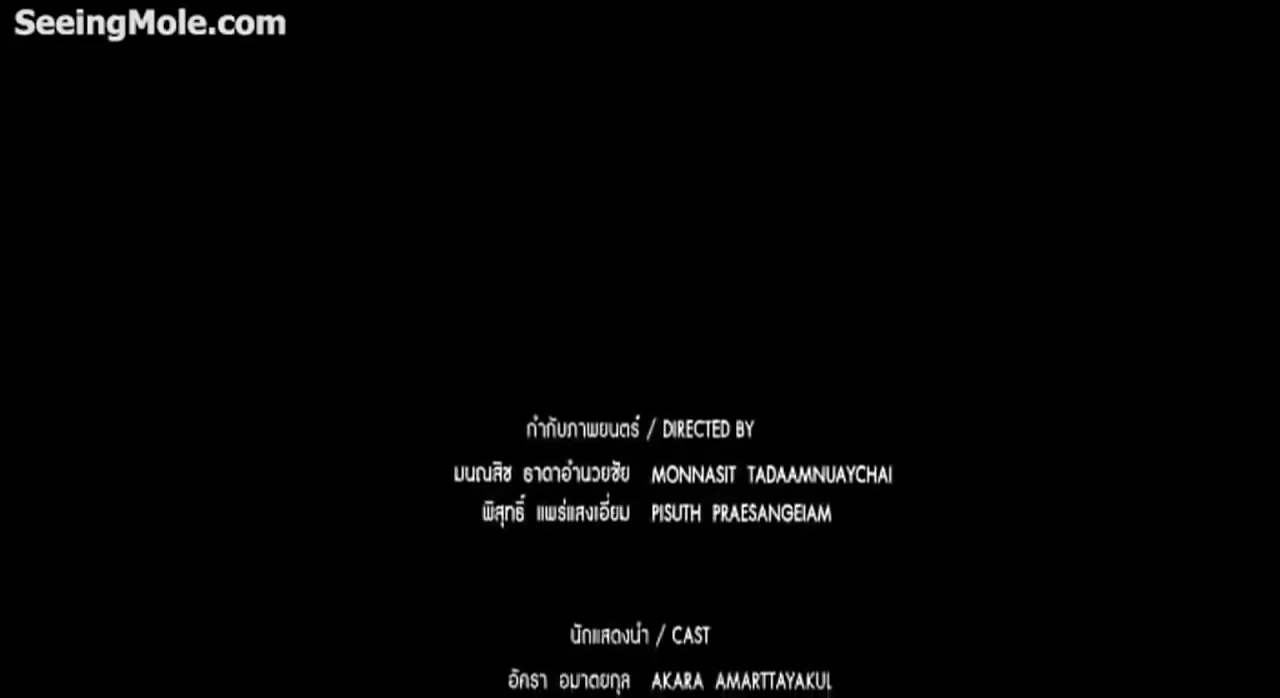 SeeingMole.com
กำกับภาพยนตร์ / DIRECTED BY
มนณสิช ธาดาอำนวยชัย MONNASIT TADAAMNUAYCHAI
พิสุทธิ์ แพร่แสงเอี่ยม PISUTH PRAESANGEIAM
นักแสดงนำ / CAST
อัครา อมาตยกุล AKARA AMARTTAYAKUL